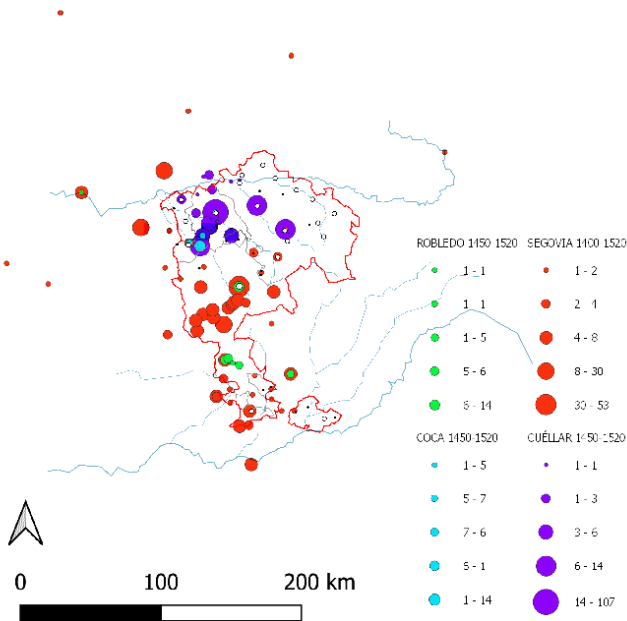 ROBLEDO 1450 1520
1 - 1
1 - 1
1 - 5
5 - 6
6 - 14
SEGOVIA 1400 1520
1 - 2
2 - 4
4 - 8
8 - 30
30 - 53
COCA 1450-1520
1 - 5
5 - 7
7 - 6
6 - 1
1 - 14
CUÉLLAR 1450-1520
1 - 1
1 - 3
3 - 6
6 - 14
14 - 107
0 100 200 km